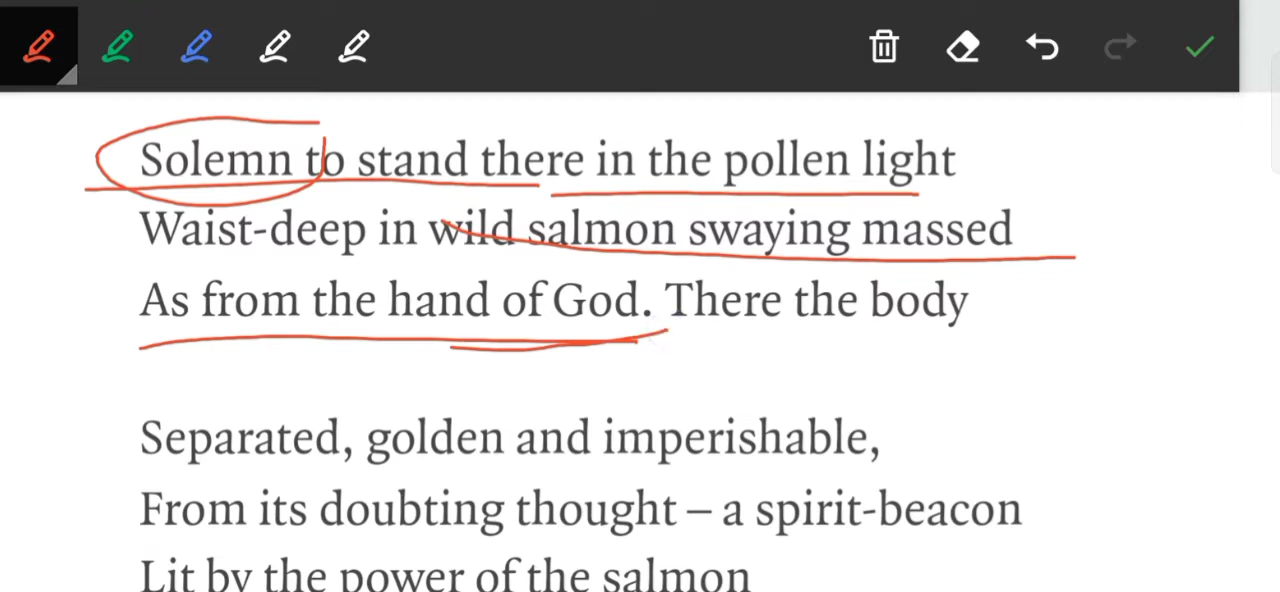 Solemn to stand there in the pollen light
Waist-deep in wild salmon swaying massed
As from the hand of God. There the body
Separated, golden and imperishable,
From its doubting thought – a spirit-beacon
Lit by the power of the salmon